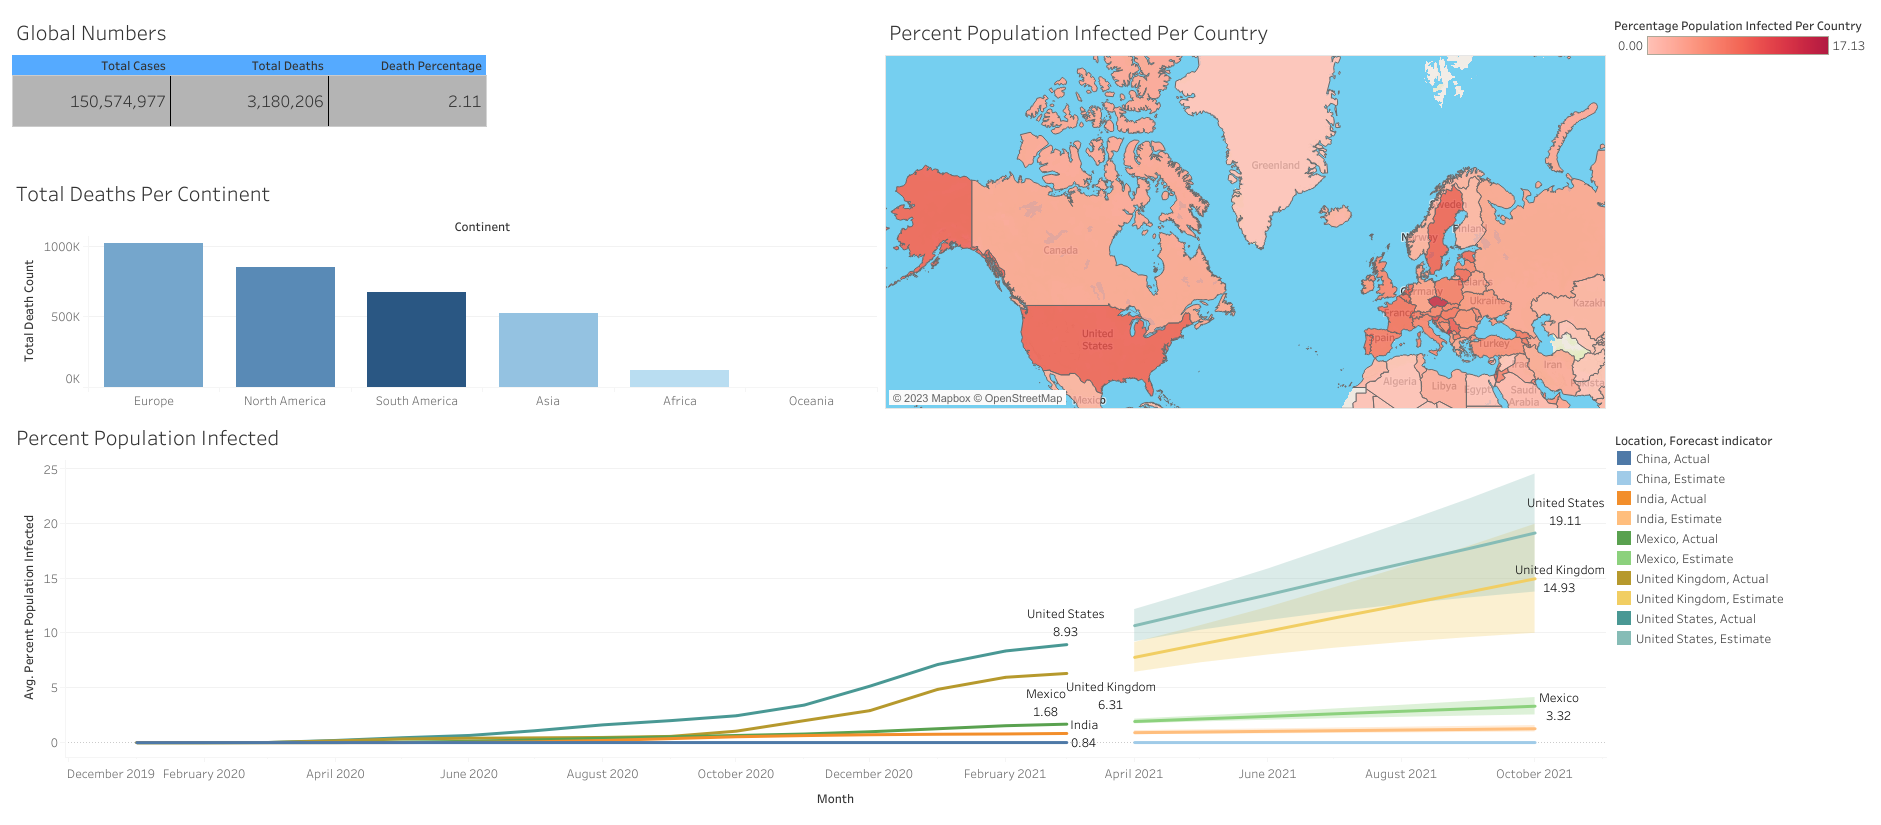 Global Numbers
Total Cases Total Deaths Death Percentage
150,574,977 3,180,206 2.11
Total Deaths Per Continent
Continent
Total Death Count
1000K
500K
0K
Europe North America South America Asia Africa Oceania
Percent Population Infected Per Country
Greenland
Canada
United
States
Sweden
Finland
Belarus
Ukraine
Spain
Turkey
Iran
Algeria
Libya
Egypt
Saudi
Arabia
Mexico
© 2023 Mapbox © OpenStreetMap
Percentage Population Infected Per Country
0.00 17.13
Percent Population Infected
Avg. Percent Population Infected
25
20
15
10
5
0
United States
8.93
United Kingdom
6.31
Mexico
1.68
India
0.84
United States
19.11
United Kingdom
14.93
Mexico
3.32
December 2019 February 2020 April 2020 June 2020 August 2020 October 2020 December 2020 February 2021 April 2021 June 2021 August 2021 October 2021
Month
Location, Forecast indicator
China, Actual
China, Estimate
India, Actual
India, Estimate
Mexico, Actual
Mexico, Estimate
United Kingdom, Actual
United Kingdom, Estimate
United States, Actual
United States, Estimate